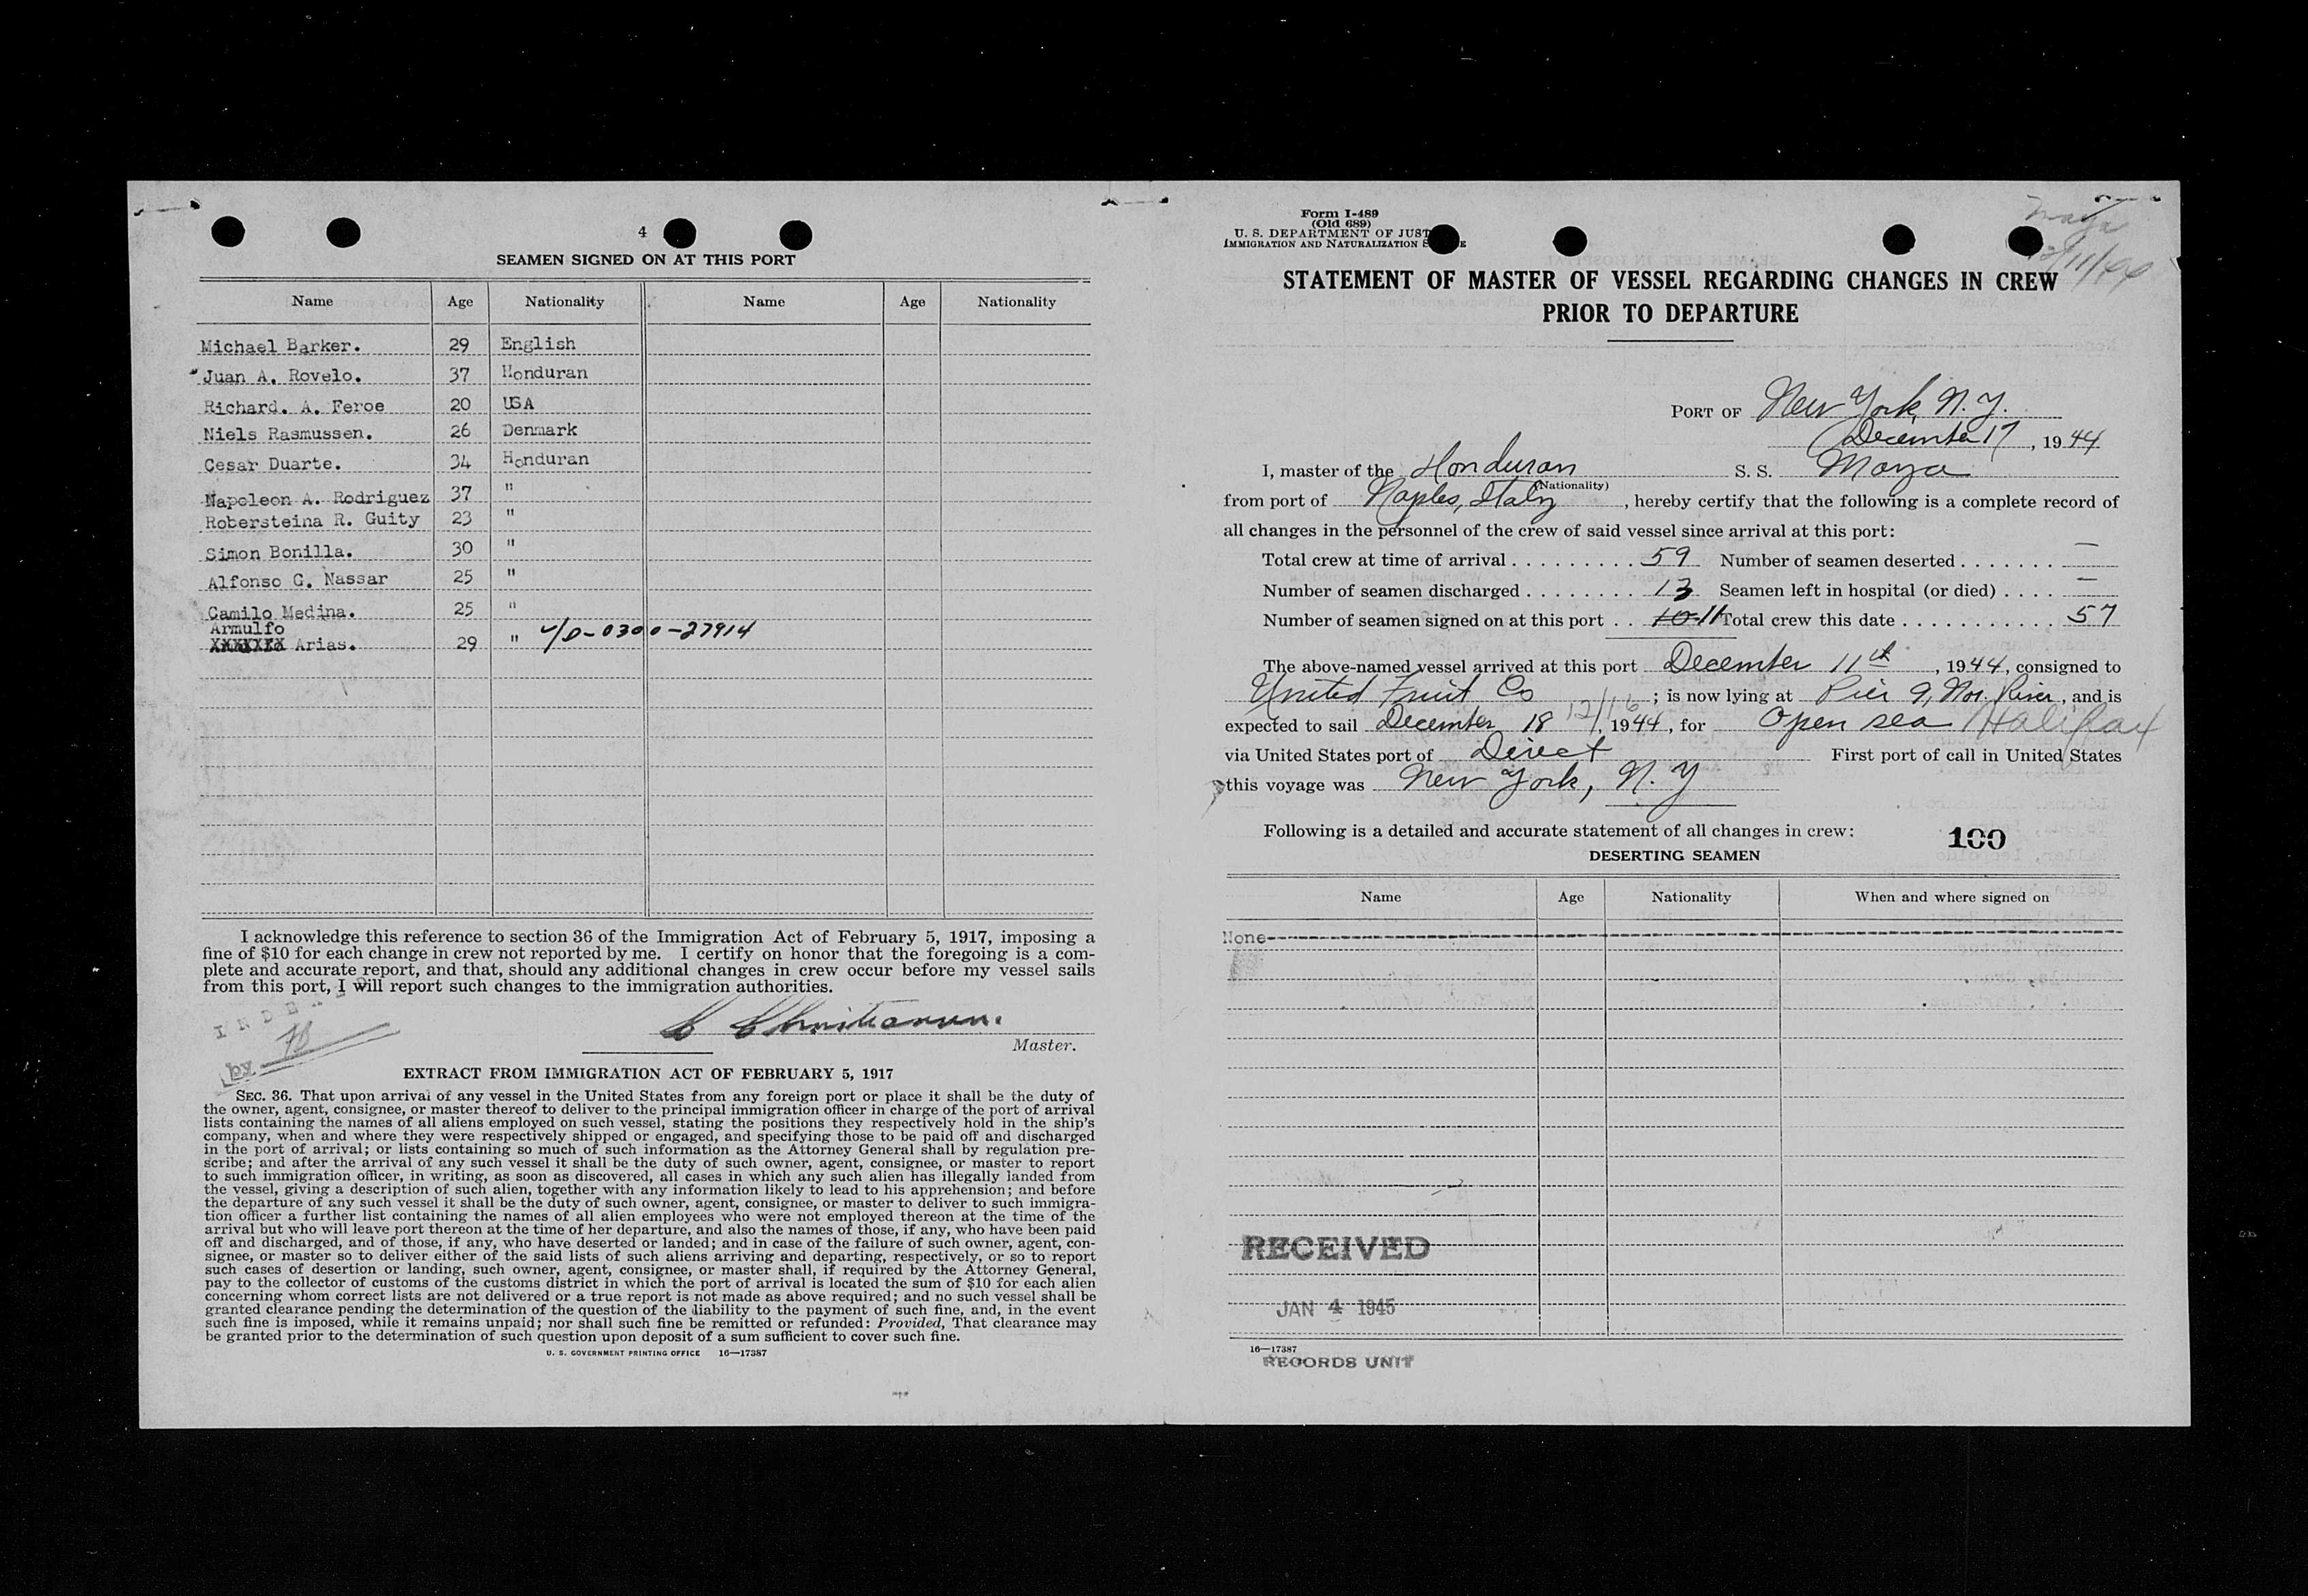 4
SEAMEN SIGNED ON AT THIS PORT
Name Age Nationality Name Age Nationality
Michael Barker. 29 English
Juan A. Rovelo. 37 Honduran
Richard. A. Feroe 20 USA
Niels Rasmussen. 26 Denmark
Cesar Duarte. 34 Honduran
Napoleon A. Rodriguez 37 "
Robersteina R. Guity 23 "
Simon Bonilla. 30 "
Alfonso G. Nassar 25 "
Camilo Medina. 25 "
Armulfo
XXXXXXX Arias. 29 " 4/D-0300-27914
I acknowledge this reference to section 36 of the Immigration Act of February 5, 1917, imposing a
fine of $10 for each change in crew not reported by me. I certify on honor that the foregoing is a com-
plete and accurate report, and that, should any additional changes in crew occur before my vessel sails
from this port, I will report such changes to the immigration authorities.
by
Master.
EXTRACT FROM IMMIGRATION ACT OF FEBRUARY 5, 1917
SEC. 36. That upon arrival of any vessel in the United States from any foreign port or place it shall be the duty of
the owner, agent, consignee, or master thereof to deliver to the principal immigration officer in charge of the port of arrival
lists containing the names of all aliens employed on such vessel, stating the positions they respectively hold in the ship's
company, when and where they were respectively shipped or engaged, and specifying those to be paid off and discharged
in the port of arrival; or lists containing so much of such information as the Attorney General shall by regulation pre-
scribe; and after the arrival of any such vessel it shall be the duty of such owner, agent, consignee, or master to report
to such immigration officer, in writing, as soon as discovered, all cases in which any such alien has illegally landed from
the vessel, giving a description of such alien, together with any information likely to lead to his apprehension; and before
the departure of any such vessel it shall be the duty of such owner, agent, consignee, or master to deliver to such immigra-
tion officer a further list containing the names of all alien employees who were not employed thereon at the time of the
arrival but who will leave port thereon at the time of her departure, and also the names of those, if any, who have been paid
off and discharged, and of those, if any, who have deserted or landed; and in case of the failure of such owner, agent, con-
signee, or master so to deliver either of the said lists of such aliens arriving and departing, respectively, or so to report
such cases of desertion or landing, such owner, agent, consignee, or master shall, if required by the Attorney General,
pay to the collector of customs of the customs district in which the port of arrival is located the sum of $10 for each alien
concerning whom correct lists are not delivered or a true report is not made as above required; and no such vessel shall be
granted clearance pending the determination of the question of the liability to the payment of such fine, and, in the event
such fine is imposed, while it remains unpaid; nor shall such fine be remitted or refunded: Provided, That clearance may
be granted prior to the determination of such question upon deposit of a sum sufficient to cover such fine.
U. S. GOVERNMENT PRINTING OFFICE 16—17387
Form I-489
(Old 689)
U. S. DEPARTMENT OF JUST
IMMIGRATION AND NATURALIZATION S E
Maya
12/11/44
STATEMENT OF MASTER OF VESSEL REGARDING CHANGES IN CREW
PRIOR TO DEPARTURE
PORT OF New York, N.Y.
December 17, 1944
I, master of the Honduran S. S. Maya
(Nationality)
from port of Naples, Italy, hereby certify that the following is a complete record of
all changes in the personnel of the crew of said vessel since arrival at this port:
Total crew at time of arrival 59 Number of seamen deserted —
Number of seamen discharged 13 Seamen left in hospital (or died) —
Number of seamen signed on at this port 10 11 Total crew this date 57
The above-named vessel arrived at this port December 11th, 1944, consigned to
United Fruit Co; is now lying at Pier 9, Nor. River, and is
expected to sail December 18 12/16, 1944, for Open sea /Halifax
via United States port of Direct First port of call in United States
this voyage was New York, N. Y
Following is a detailed and accurate statement of all changes in crew: 100
DESERTING SEAMEN
Name Age Nationality When and where signed on
None
RECEIVED
JAN 4 1945
16—17387
RECORDS UNIT